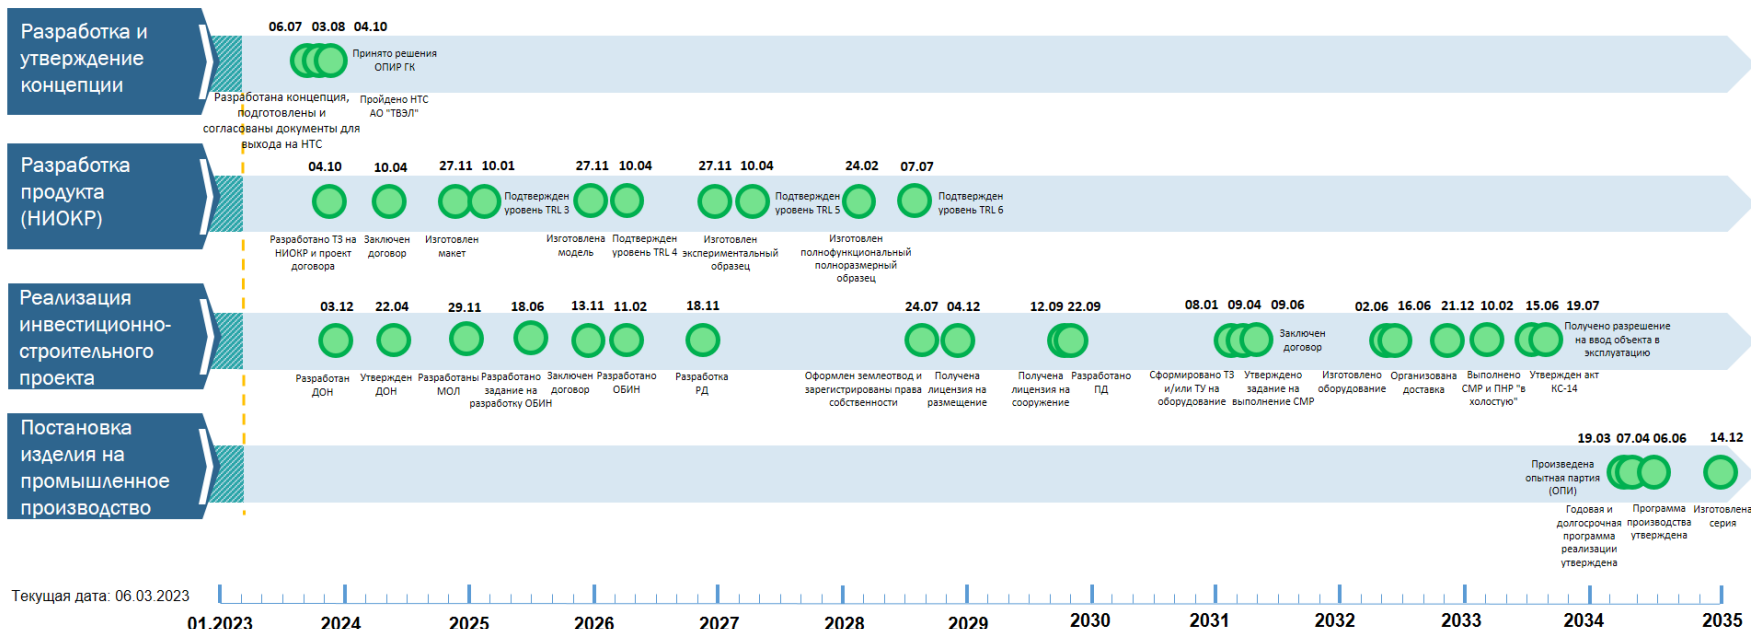 Разработка и
утверждение
концепции
06.07 03.08 04.10
Принято решения
ОПИР ГК
Разработана концепция,
подготовлены и
согласованы документы для
выхода на НТС
Пройдено НТС
АО "ТВЭЛ"
Разработка
продукта
(НИОКР)
04.10 10.04 27.11 10.01 27.11 10.04 27.11 10.04 24.02 07.07
Подтвержден
уровень TRL 3
Подтвержден
уровень TRL 5
Подтвержден
уровень TRL 6
Разработано ТЗ на
НИОКР и проект
договора
Заключен
договор
Изготовлен
макет
Изготовлена
модель
Подтвержден
уровень TRL 4
Изготовлен
экспериментальный
образец
Изготовлен
полнофункциональный
полноразмерный
образец
Реализация
инвестиционно-
строительного
проекта
03.12 22.04 29.11 18.06 13.11 11.02 18.11 24.07 04.12 12.09 22.09 08.01 09.04 09.06 02.06 16.06 21.12 10.02 15.06 19.07
Заключен
договор
Получено разрешение
на ввод объекта в
эксплуатацию
Разработан
ДОН
Утвержден
ДОН
Разработаны
МОЛ
Разработано
задание на
разработку ОБИН
Заключен
договор
Разработано
ОБИН
Разработка
РД
Оформлен землеотвод и
зарегистрированы права
собственности
Получена
лицензия на
размещение
Получена
лицензия на
сооружение
Разработано
ПД
Сформировано ТЗ
и/или ТУ на
оборудование
Утверждено
задание на
выполнение СМР
Изготовлено
оборудование
Организована
доставка
Выполнено
СМР и ПНР "в
холостую"
Утвержден акт
КС-14
Постановка
изделия на
промышленное
производство
19.03 07.04 06.06 14.12
Произведена
опытная партия
(ОПИ)
Годовая и
долгосрочная
программа
реализации
утверждена
Программа
производства
утверждена
Изготовлена
серия
Текущая дата: 06.03.2023
01.2023 2024 2025 2026 2027 2028 2029 2030 2031 2032 2033 2034 2035